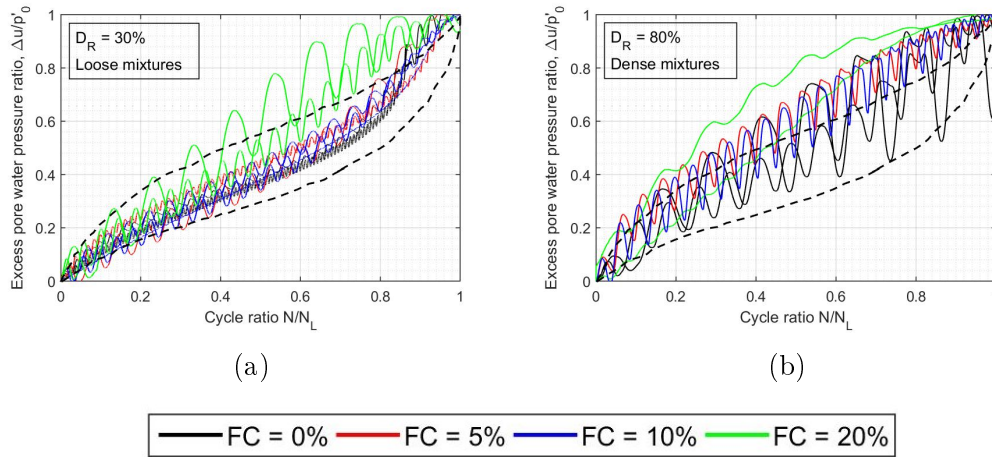 D_R = 30%
Loose mixtures
Excess pore water pressure ratio, Δu/p'_0
1
0.8
0.6
0.4
0.2
0
0
0.2
0.4
0.6
0.8
1
Cycle ratio N/N_L
(a)
D_R = 80%
Dense mixtures
Excess pore water pressure ratio, Δu/p'_0
1
0.8
0.6
0.4
0.2
0
0
0.2
0.4
0.6
0.8
1
Cycle ratio N/N_L
(b)
FC = 0% FC = 5% FC = 10% FC = 20%